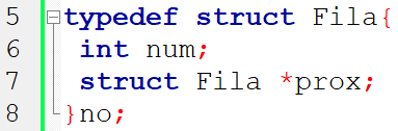 5 typedef struct Fila{
6 int num;
7 struct Fila *prox;
8 }no;